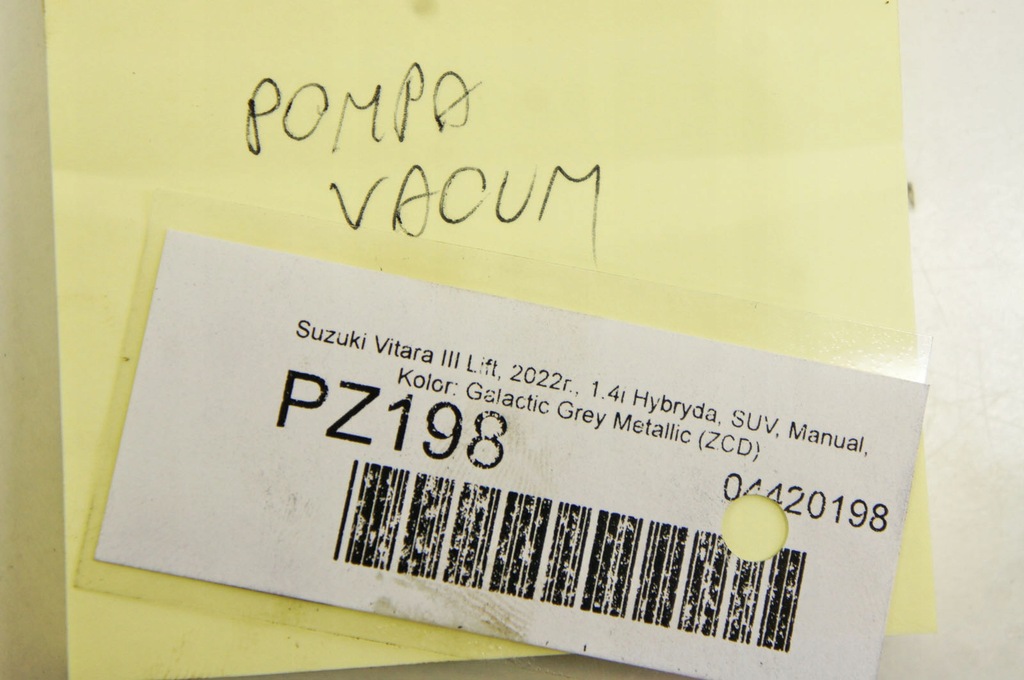 POMPA
VACUM
Suzuki Vitara III Lift, 2022r., 1.4i Hybryda, SUV, Manual,
Kolor: Galactic Grey Metallic (ZCD)
PZ198
04420198